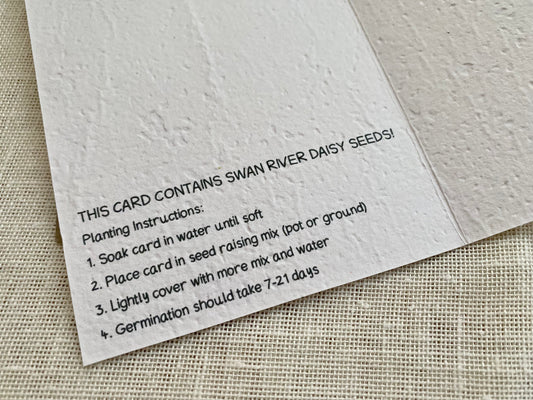 THIS CARD CONTAINS SWAN RIVER DAISY SEEDS!
Planting Instructions:
1. Soak card in water until soft
2. Place card in seed raising mix (pot or ground)
3. Lightly cover with more mix and water
4. Germination should take 7-21 days